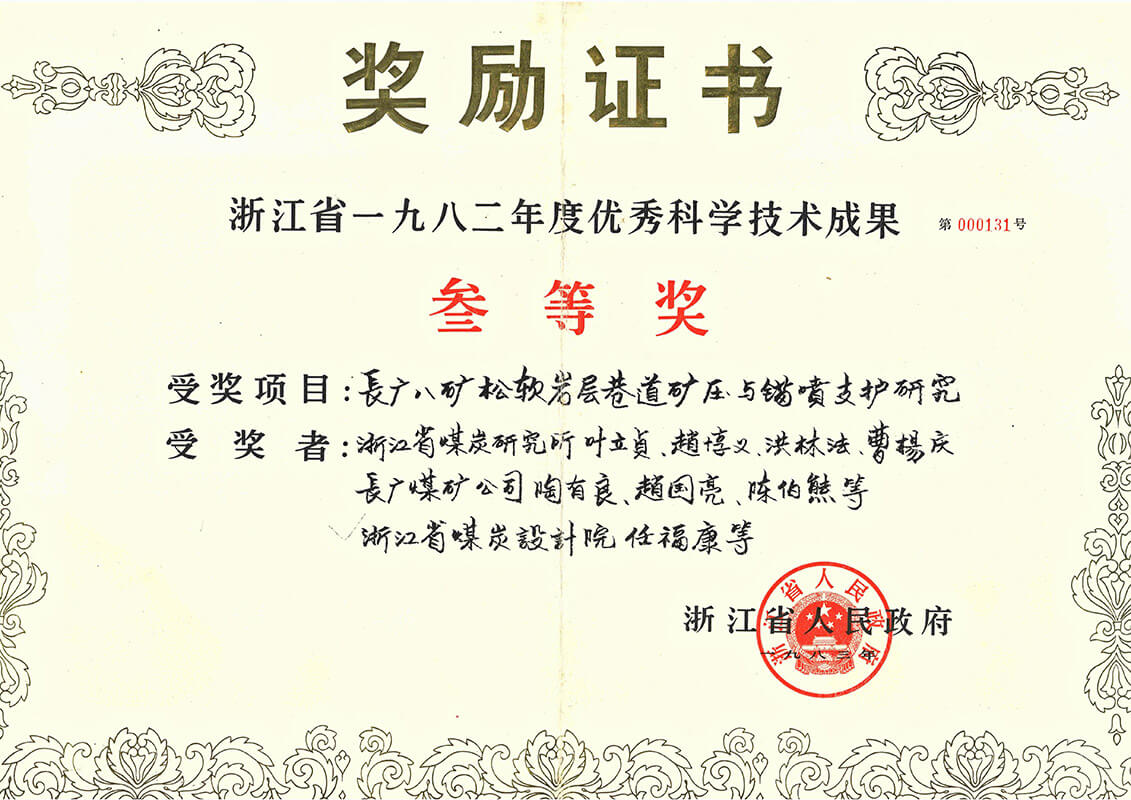 奖励证书
浙江省一九八二年度优秀科学技术成果 第000131号
叁等奖
受奖项目:長广八矿松软岩层巷道矿压与锚喷支护研究
受奖者:浙江省煤炭研究所 叶立貞、趙惇义、洪林法、曹楊庆
長广煤矿公司 陶有良、趙国亮、陈伯熊等
浙江省煤炭設計院 任福康等
浙江省人民政府
一九八三年
浙江省人民政府